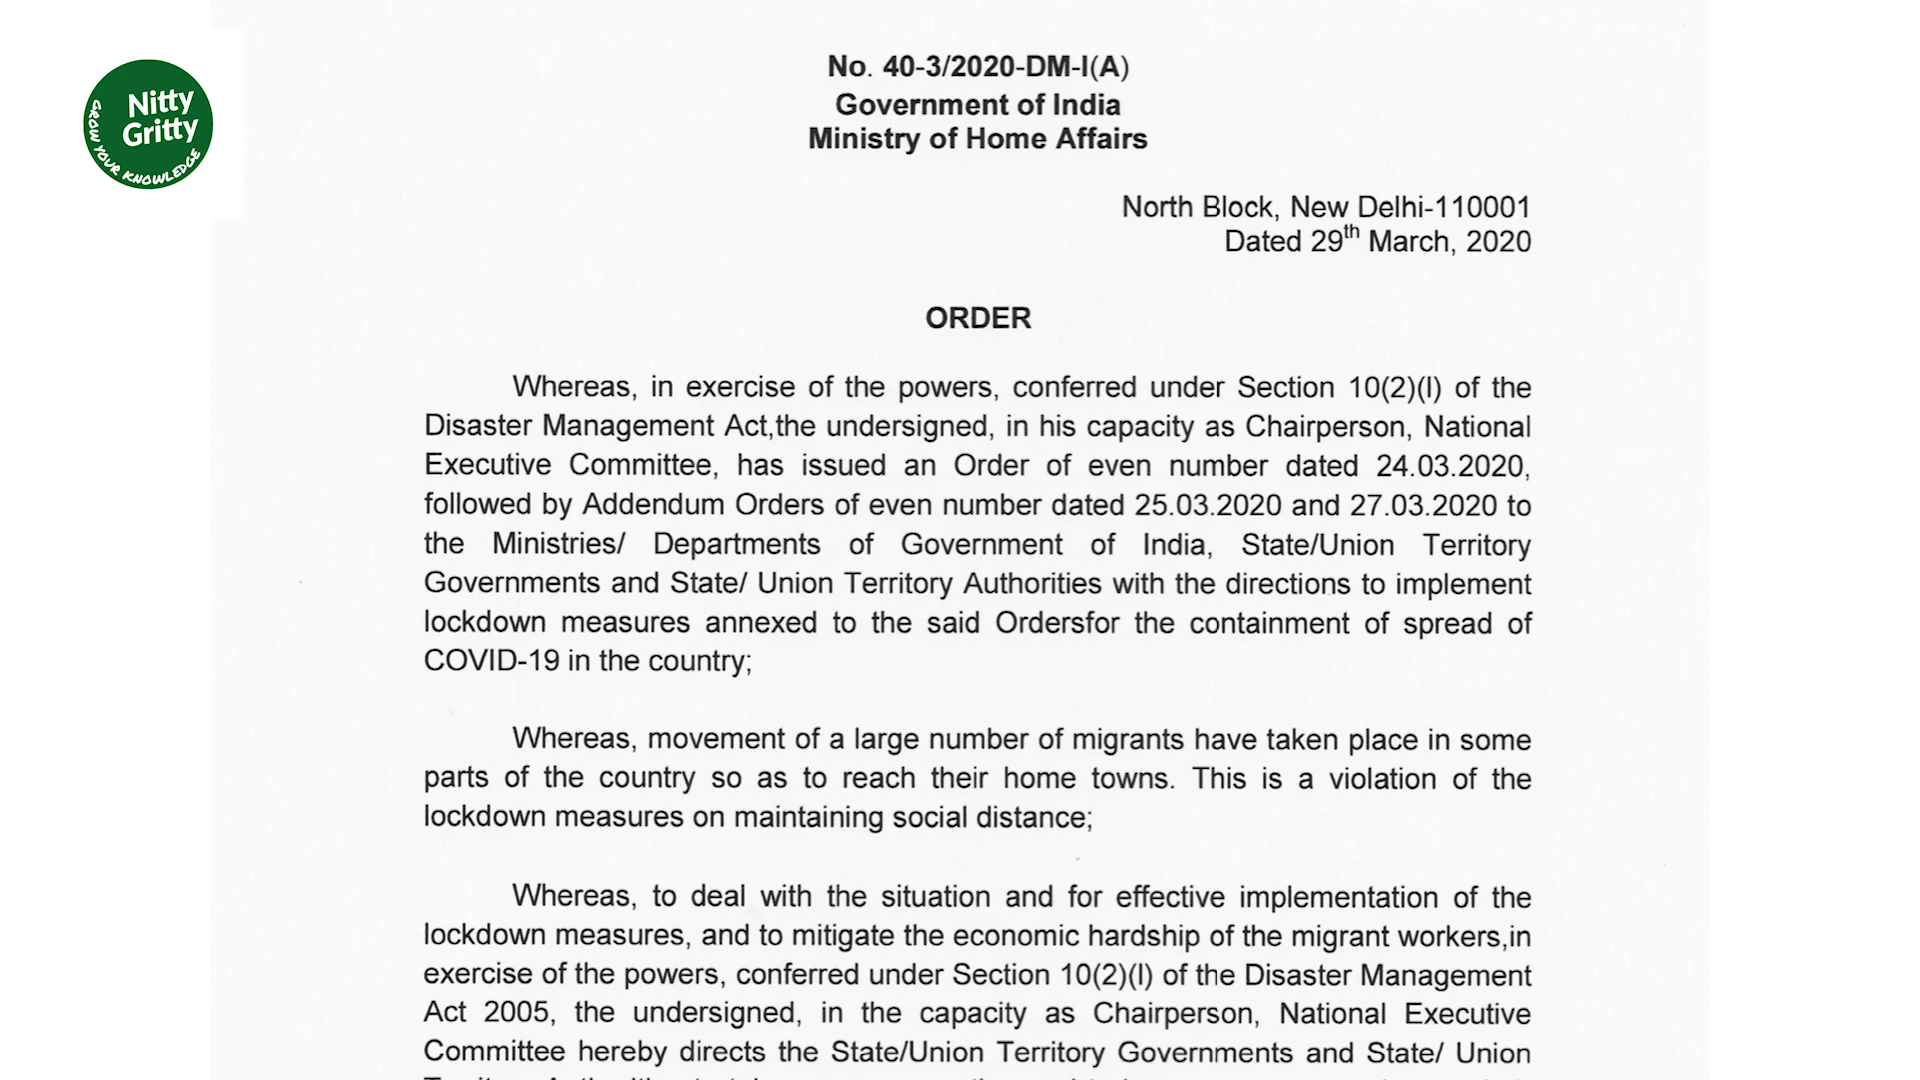 Nitty
Gritty
GROW YOUR KNOWLEDGE
No. 40-3/2020-DM-I(A)
Government of India
Ministry of Home Affairs
North Block, New Delhi-110001
Dated 29th March, 2020
ORDER
Whereas, in exercise of the powers, conferred under Section 10(2)(l) of the
Disaster Management Act,the undersigned, in his capacity as Chairperson, National
Executive Committee, has issued an Order of even number dated 24.03.2020,
followed by Addendum Orders of even number dated 25.03.2020 and 27.03.2020 to
the Ministries/ Departments of Government of India, State/Union Territory
Governments and State/ Union Territory Authorities with the directions to implement
lockdown measures annexed to the said Ordersfor the containment of spread of
COVID-19 in the country;
Whereas, movement of a large number of migrants have taken place in some
parts of the country so as to reach their home towns. This is a violation of the
lockdown measures on maintaining social distance;
Whereas, to deal with the situation and for effective implementation of the
lockdown measures, and to mitigate the economic hardship of the migrant workers,in
exercise of the powers, conferred under Section 10(2)(l) of the Disaster Management
Act 2005, the undersigned, in the capacity as Chairperson, National Executive
Committee hereby directs the State/Union Territory Governments and State/ Union